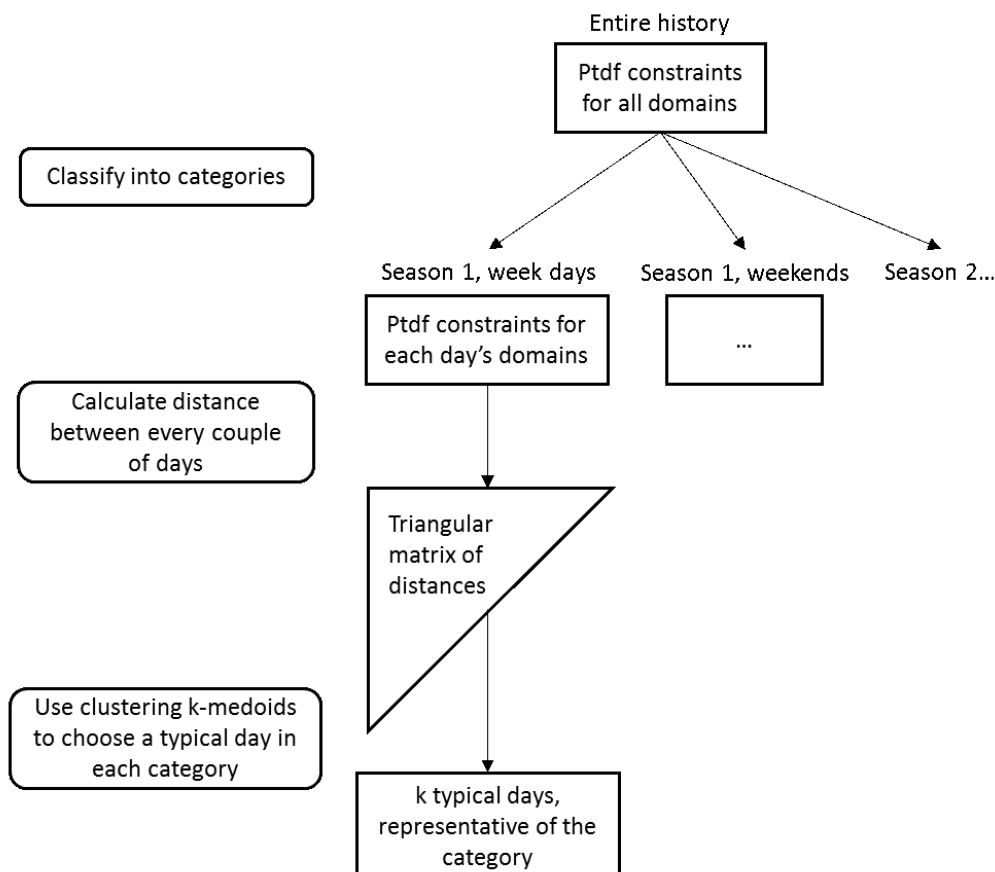 Entire history
Ptdf constraints
for all domains
Classify into categories
Season 1, week days
Season 1, weekends
Season 2...
Ptdf constraints for
each day's domains
...
Calculate distance
between every couple
of days
Triangular
matrix of
distances
Use clustering k-medoids
to choose a typical day in
each category
k typical days,
representative of the
category